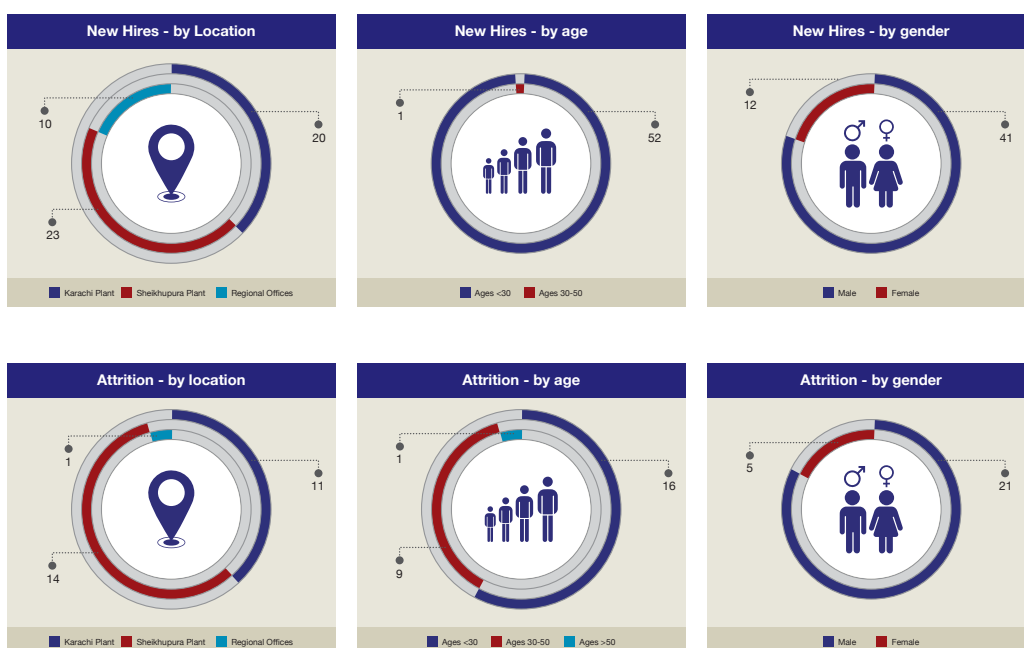 New Hires - by Location
10
20
23
Karachi Plant Sheikhupura Plant Regional Offices
New Hires - by age
1
52
Ages <30 Ages 30-50
New Hires - by gender
12
41
Male Female
Attrition - by location
1
11
14
Karachi Plant Sheikhupura Plant Regional Offices
Attrition - by age
1
16
9
Ages <30 Ages 30-50 Ages >50
Attrition - by gender
5
21
Male Female